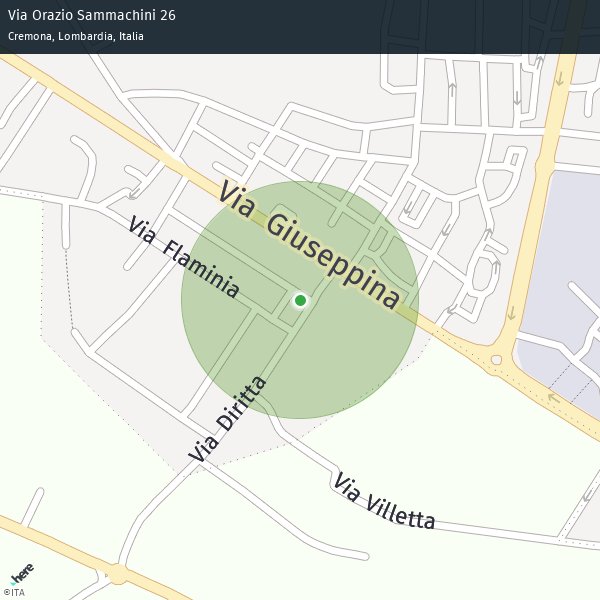 Via Orazio Sammachini 26
Cremona, Lombardia, Italia
Via Giuseppina
Via Flaminia
Via Diritta
Via Villetta
here
©ITA